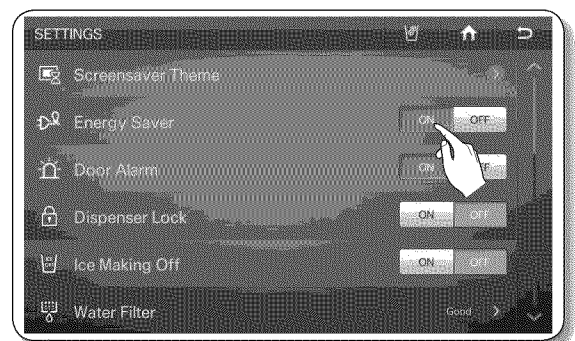 SETTINGS
Screensaver Theme
Energy Saver ON OFF
Door Alarm ON
Dispenser Lock ON OFF
Ice Making Off ON OFF
Water Filter Good